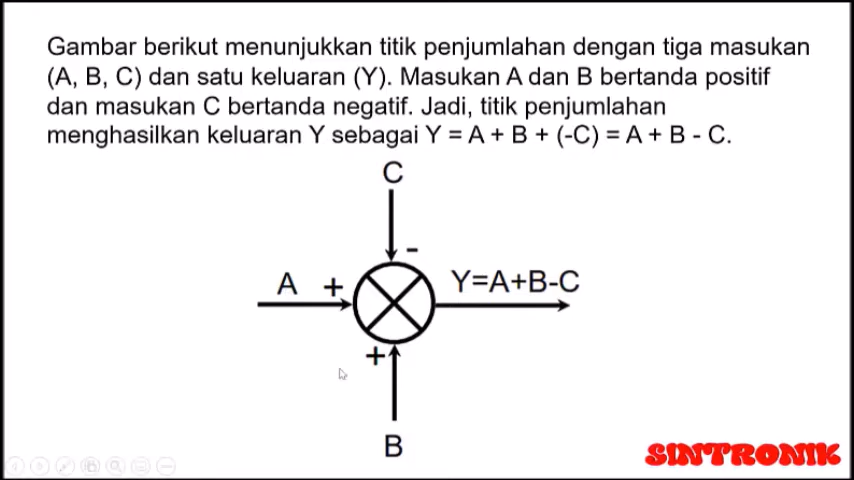 Gambar berikut menunjukkan titik penjumlahan dengan tiga masukan
(A, B, C) dan satu keluaran (Y). Masukan A dan B bertanda positif
dan masukan C bertanda negatif. Jadi, titik penjumlahan
menghasilkan keluaran Y sebagai Y = A + B + (-C) = A + B - C.
C
-
A + Y=A+B-C
+
B
SINTRONIK